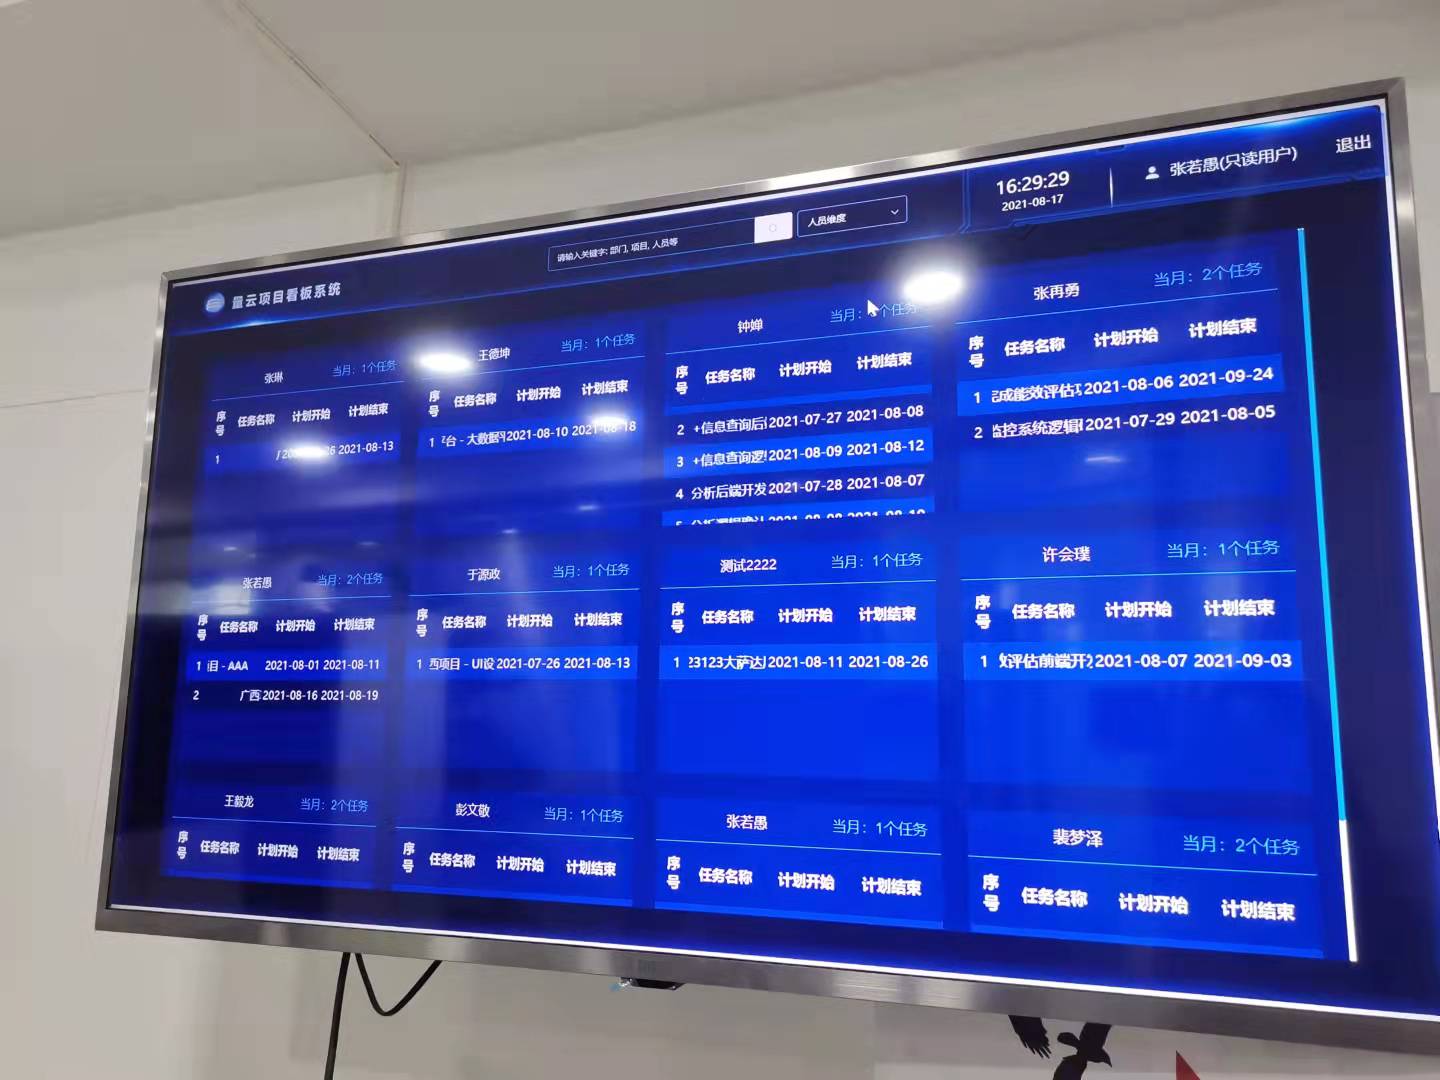 量云项目看板系统
请输入关键字: 部门, 项目, 人员等
人员维度
16:29:29
2021-08-17
张若愚(只读用户)
退出
张琳 当月: 1个任务
序号 任务名称 计划开始 计划结束
1 2021-08-13
王德坤 当月: 1个任务
序号 任务名称 计划开始 计划结束
1 台 - 大数据 2021-08-10 2021-08-18
钟婵 当月: 个任务
序号 任务名称 计划开始 计划结束
2 +信息查询后 2021-07-27 2021-08-08
3 +信息查询逻 2021-08-09 2021-08-12
4 分析后端开发 2021-07-28 2021-08-07
张再勇 当月: 2个任务
序号 任务名称 计划开始 计划结束
1 成能效评估 2021-08-06 2021-09-24
2 监控系统逻辑 2021-07-29 2021-08-05
张若愚 当月: 2个任务
序号 任务名称 计划开始 计划结束
1 目 - AAA 2021-08-01 2021-08-11
2 广西 2021-08-16 2021-08-19
于源政 当月: 1个任务
序号 任务名称 计划开始 计划结束
1 西项目 - UI设 2021-07-26 2021-08-13
测试2222 当月: 1个任务
序号 任务名称 计划开始 计划结束
1 23123大萨达 2021-08-11 2021-08-26
许会璞 当月: 1个任务
序号 任务名称 计划开始 计划结束
1 评估前端开 2021-08-07 2021-09-03
王毅龙 当月: 2个任务
序号 任务名称 计划开始 计划结束
彭文敬 当月: 1个任务
序号 任务名称 计划开始 计划结束
张若愚 当月: 1个任务
序号 任务名称 计划开始 计划结束
裴梦泽 当月: 2个任务
序号 任务名称 计划开始 计划结束